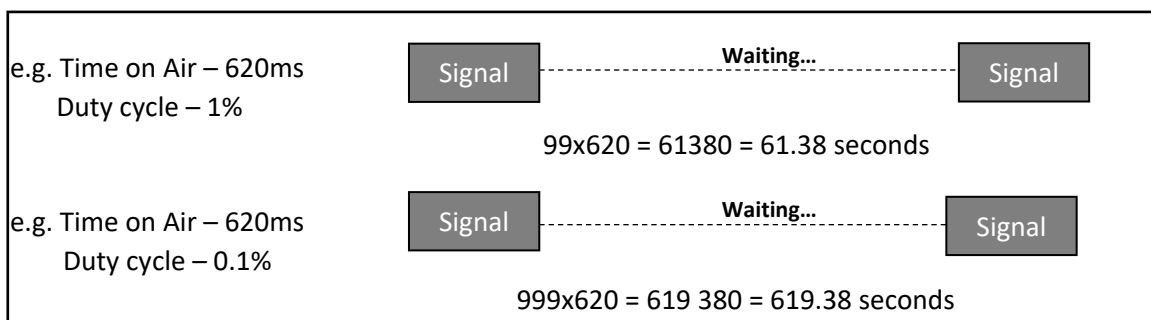 e.g. Time on Air – 620ms
Duty cycle – 1%
Signal
Waiting...
Signal
99x620 = 61380 = 61.38 seconds
e.g. Time on Air – 620ms
Duty cycle – 0.1%
Signal
Waiting...
Signal
999x620 = 619 380 = 619.38 seconds